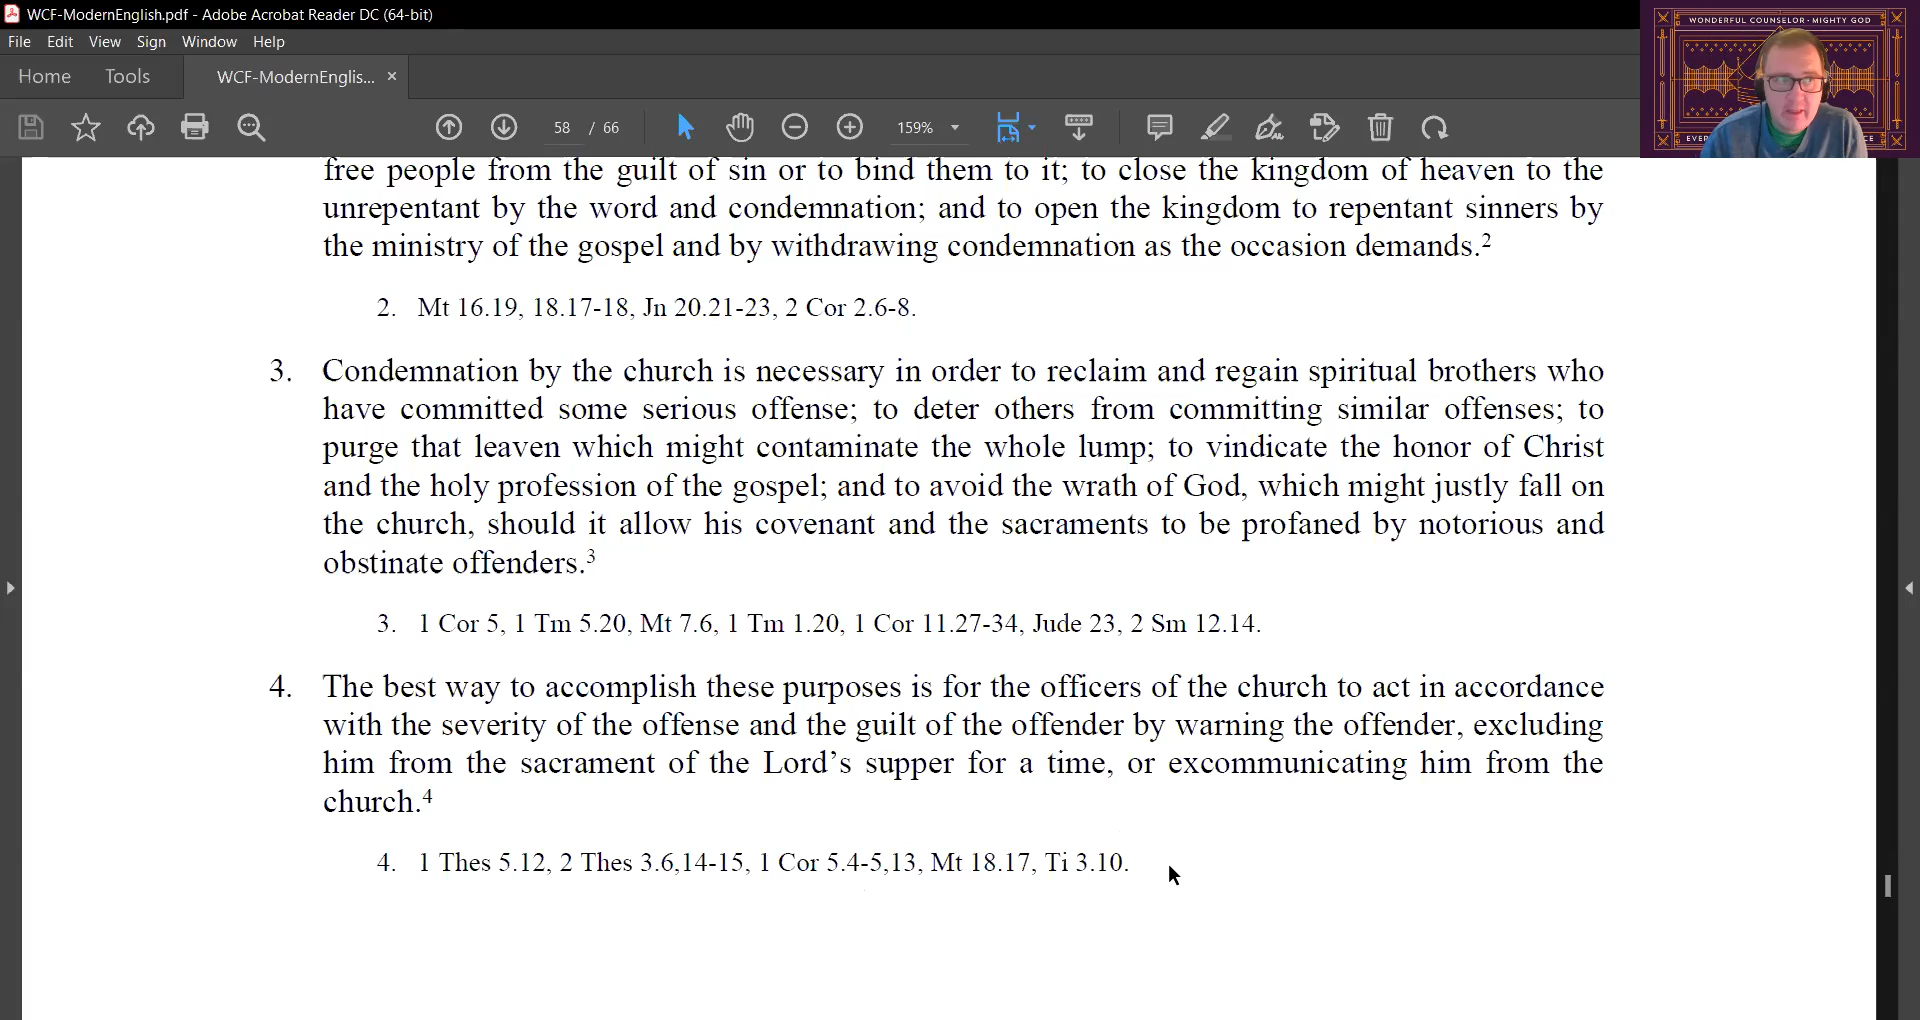 WCF-ModernEnglish.pdf - Adobe Acrobat Reader DC (64-bit)
File Edit View Sign Window Help
Home Tools WCF-ModernEnglis... ×
58 / 66 159%
WONDERFUL COUNSELOR · MIGHTY GOD
free people from the guilt of sin or to bind them to it; to close the kingdom of heaven to the
unrepentant by the word and condemnation; and to open the kingdom to repentant sinners by
the ministry of the gospel and by withdrawing condemnation as the occasion demands.²
2. Mt 16.19, 18.17-18, Jn 20.21-23, 2 Cor 2.6-8.
3. Condemnation by the church is necessary in order to reclaim and regain spiritual brothers who
have committed some serious offense; to deter others from committing similar offenses; to
purge that leaven which might contaminate the whole lump; to vindicate the honor of Christ
and the holy profession of the gospel; and to avoid the wrath of God, which might justly fall on
the church, should it allow his covenant and the sacraments to be profaned by notorious and
obstinate offenders.³
3. 1 Cor 5, 1 Tm 5.20, Mt 7.6, 1 Tm 1.20, 1 Cor 11.27-34, Jude 23, 2 Sm 12.14.
4. The best way to accomplish these purposes is for the officers of the church to act in accordance
with the severity of the offense and the guilt of the offender by warning the offender, excluding
him from the sacrament of the Lord’s supper for a time, or excommunicating him from the
church.⁴
4. 1 Thes 5.12, 2 Thes 3.6,14-15, 1 Cor 5.4-5,13, Mt 18.17, Ti 3.10.